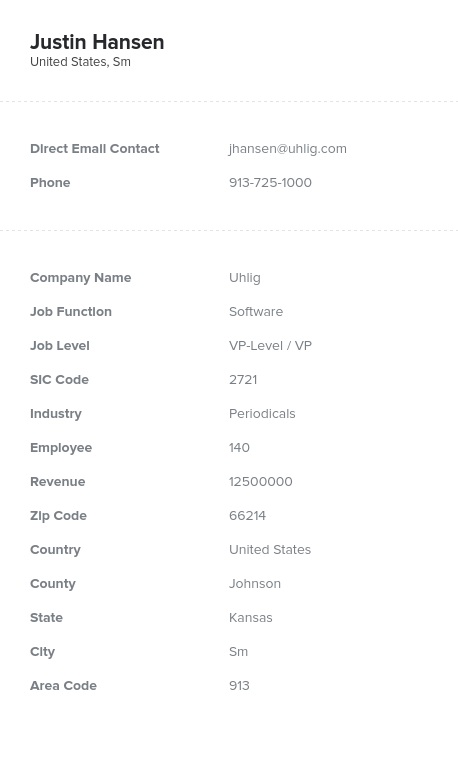 Justin Hansen
United States, Sm
Direct Email Contact jhansen@uhlig.com
Phone 913-725-1000
Company Name Uhlig
Job Function Software
Job Level VP-Level / VP
SIC Code 2721
Industry Periodicals
Employee 140
Revenue 12500000
Zip Code 66214
Country United States
County Johnson
State Kansas
City Sm
Area Code 913